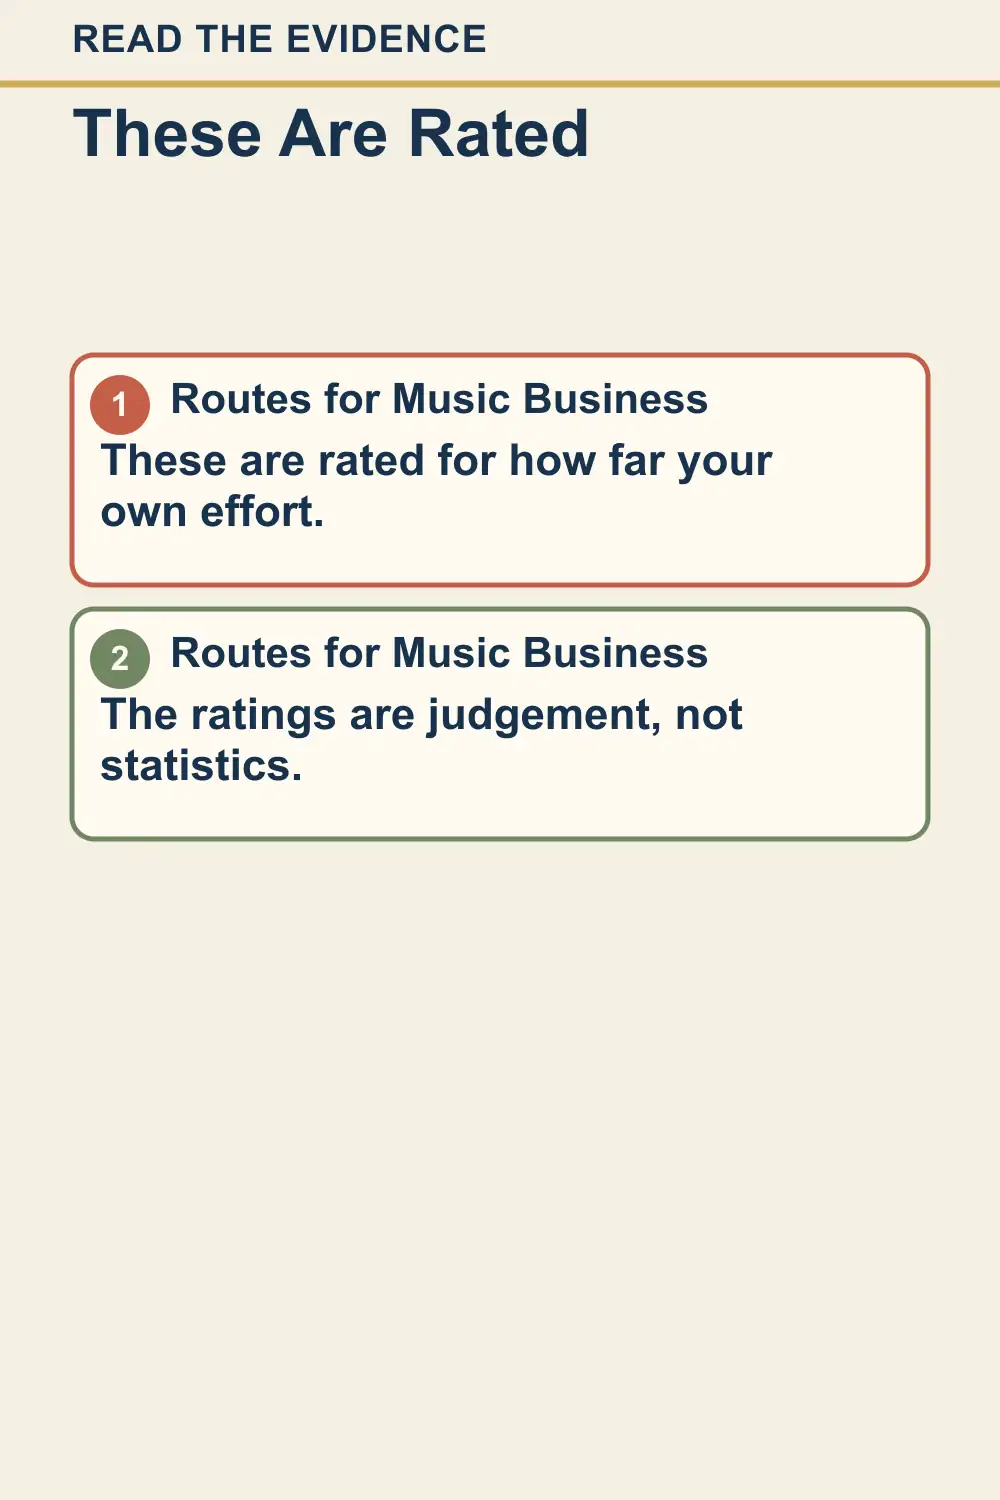 READ THE EVIDENCE
These Are Rated
1 Routes for Music Business
These are rated for how far your
own effort.
2 Routes for Music Business
The ratings are judgement, not
statistics.